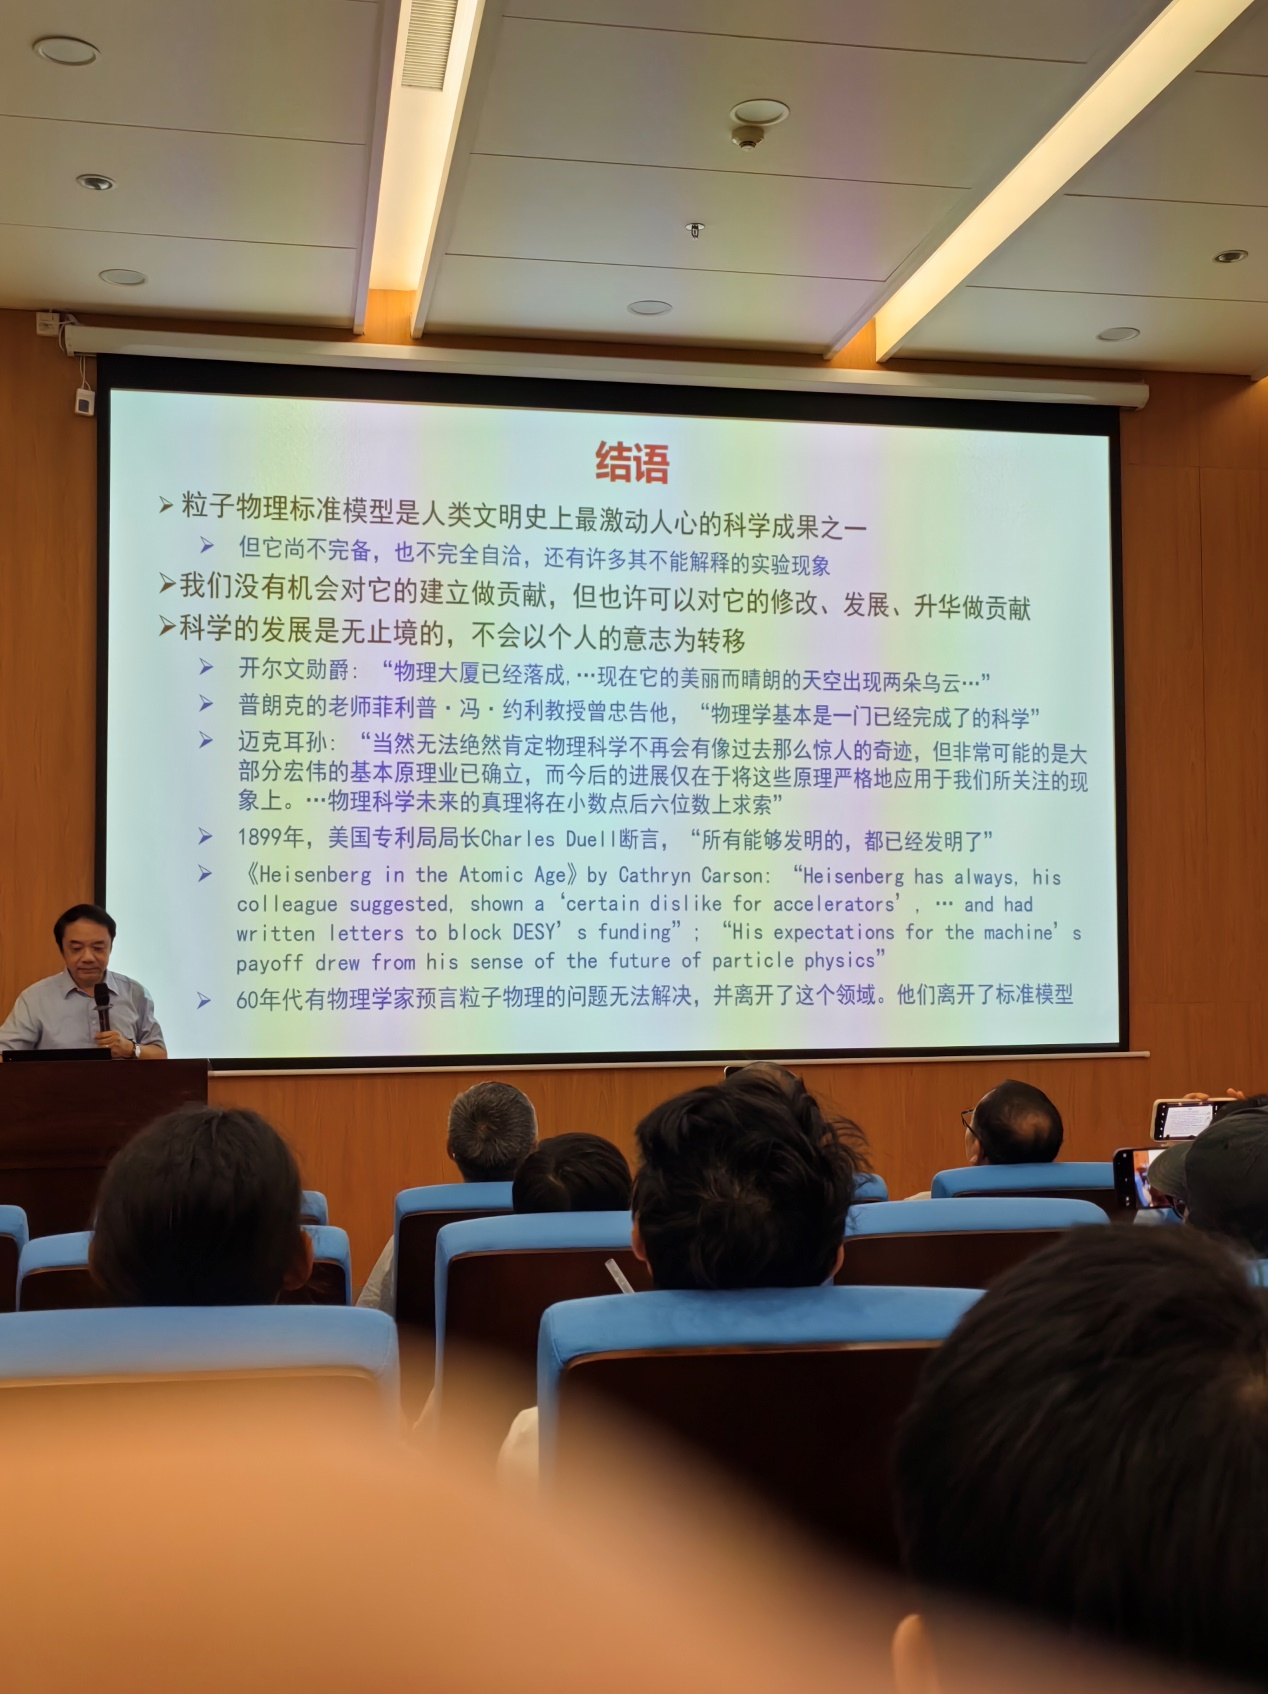 结语
➢粒子物理标准模型是人类文明史上最激动人心的科学成果之一
➢ 但它尚不完备，也不完全自洽，还有许多其不能解释的实验现象
➢我们没有机会对它的建立做贡献，但也许可以对它的修改、发展、升华做贡献
➢科学的发展是无止境的，不会以个人的意志为转移
➢ 开尔文勋爵：“物理大厦已经落成,…现在它的美丽而晴朗的天空出现两朵乌云…”
➢ 普朗克的老师菲利普·冯·约利教授曾忠告他，“物理学基本是一门已经完成了的科学”
➢ 迈克耳孙：“当然无法绝然肯定物理科学不再会有像过去那么惊人的奇迹，但非常可能的是大
部分宏伟的基本原理业已确立，而今后的进展仅在于将这些原理严格地应用于我们所关注的现
象上。…物理科学未来的真理将在小数点后六位数上求索”
➢ 1899年，美国专利局局长Charles Duell断言，“所有能够发明的，都已经发明了”
➢ 《Heisenberg in the Atomic Age》by Cathryn Carson: “Heisenberg has always, his
colleague suggested, shown a ‘certain dislike for accelerators’, … and had
written letters to block DESY’s funding”; “His expectations for the machine’s
payoff drew from his sense of the future of particle physics”
➢ 60年代有物理学家预言粒子物理的问题无法解决，并离开了这个领域。他们离开了标准模型